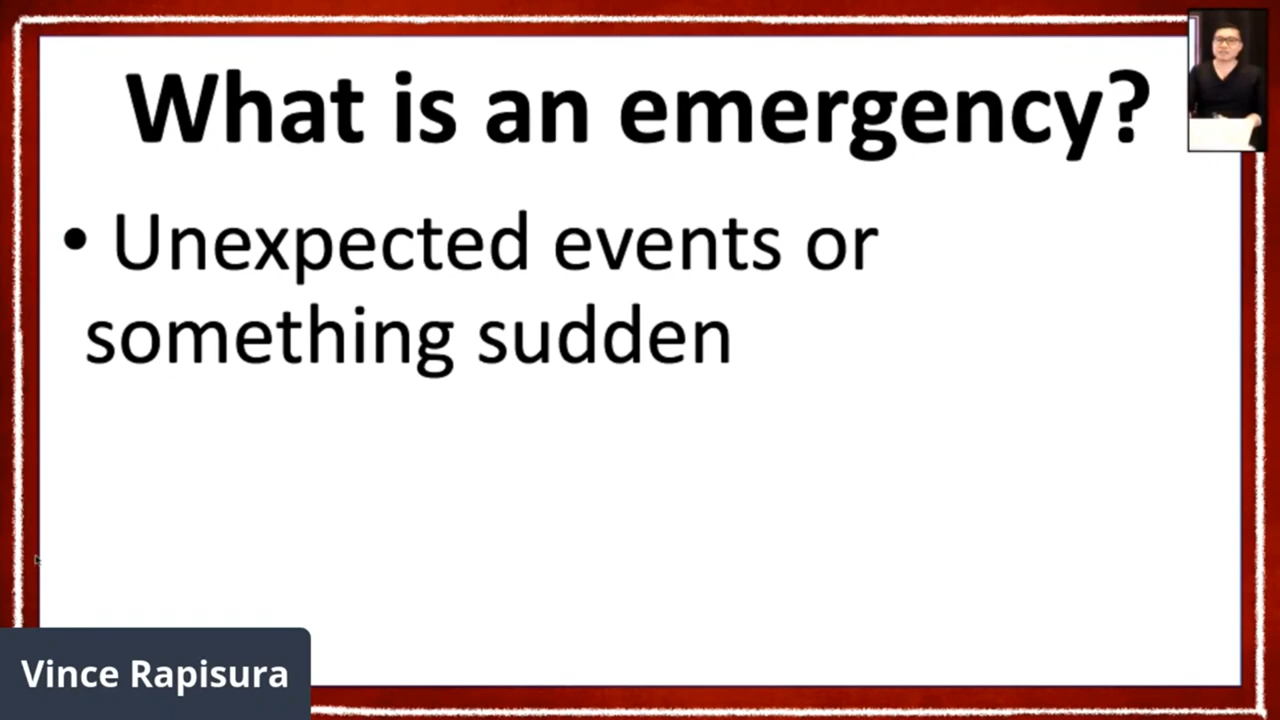 What is an emergency?
• Unexpected events or
something sudden
Vince Rapisura